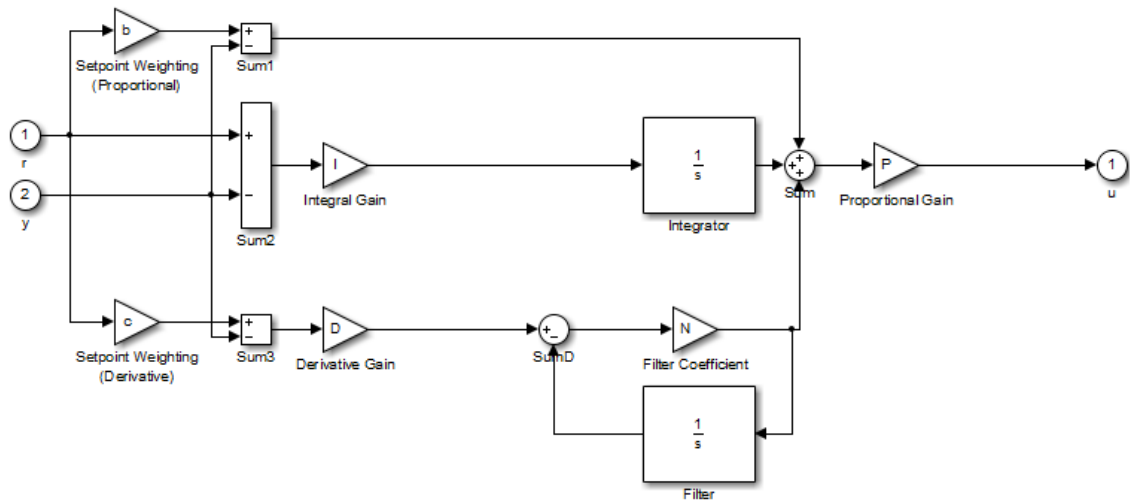 b
+
−
Sum1
Setpoint Weighting
(Proportional)
1
r
2
y
+
−
Sum2
I
Integral Gain
1
s
Integrator
+
+
+
Sum
P
Proportional Gain
1
u
c
Setpoint Weighting
(Derivative)
+
−
Sum3
D
Derivative Gain
+
−
SumD
N
Filter Coefficient
1
s
Filter